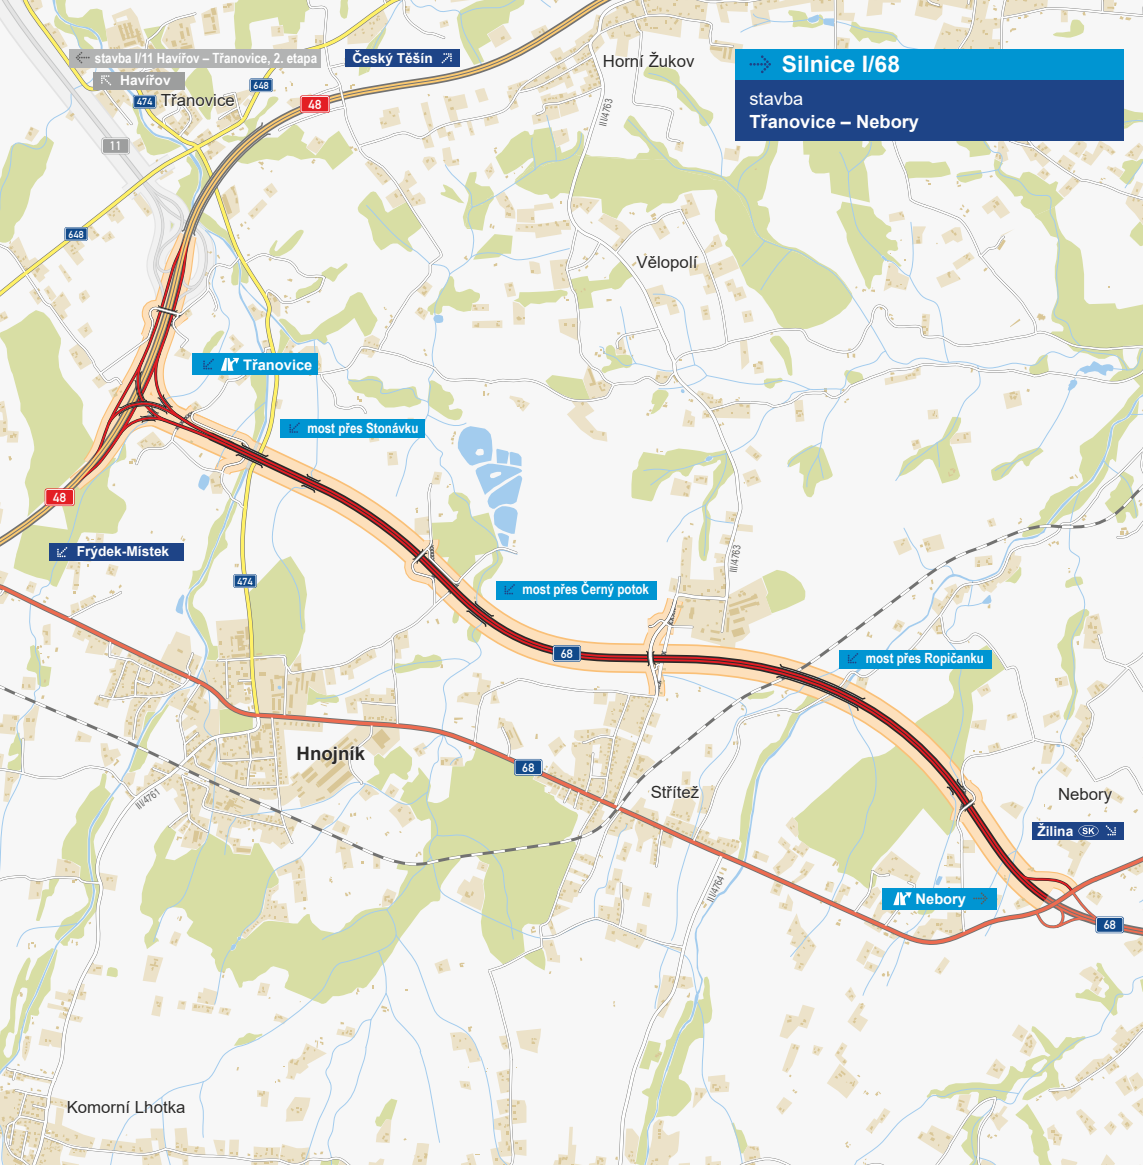 stavba I/11 Havířov – Třanovice, 2. etapa
Český Těšín
Havířov
Horní Žukov
Silnice I/68
stavba
Třanovice – Nebory
648
474
Třanovice
48
III/4763
11
648
Vělopolí
Třanovice
most přes Stonávku
48
Frýdek-Místek
III/4763
474
most přes Černý potok
68
most přes Ropičanku
Hnojník
68
Střítež
Nebory
III/4761
Žilina SK
III/4764
Nebory
68
Komorní Lhotka